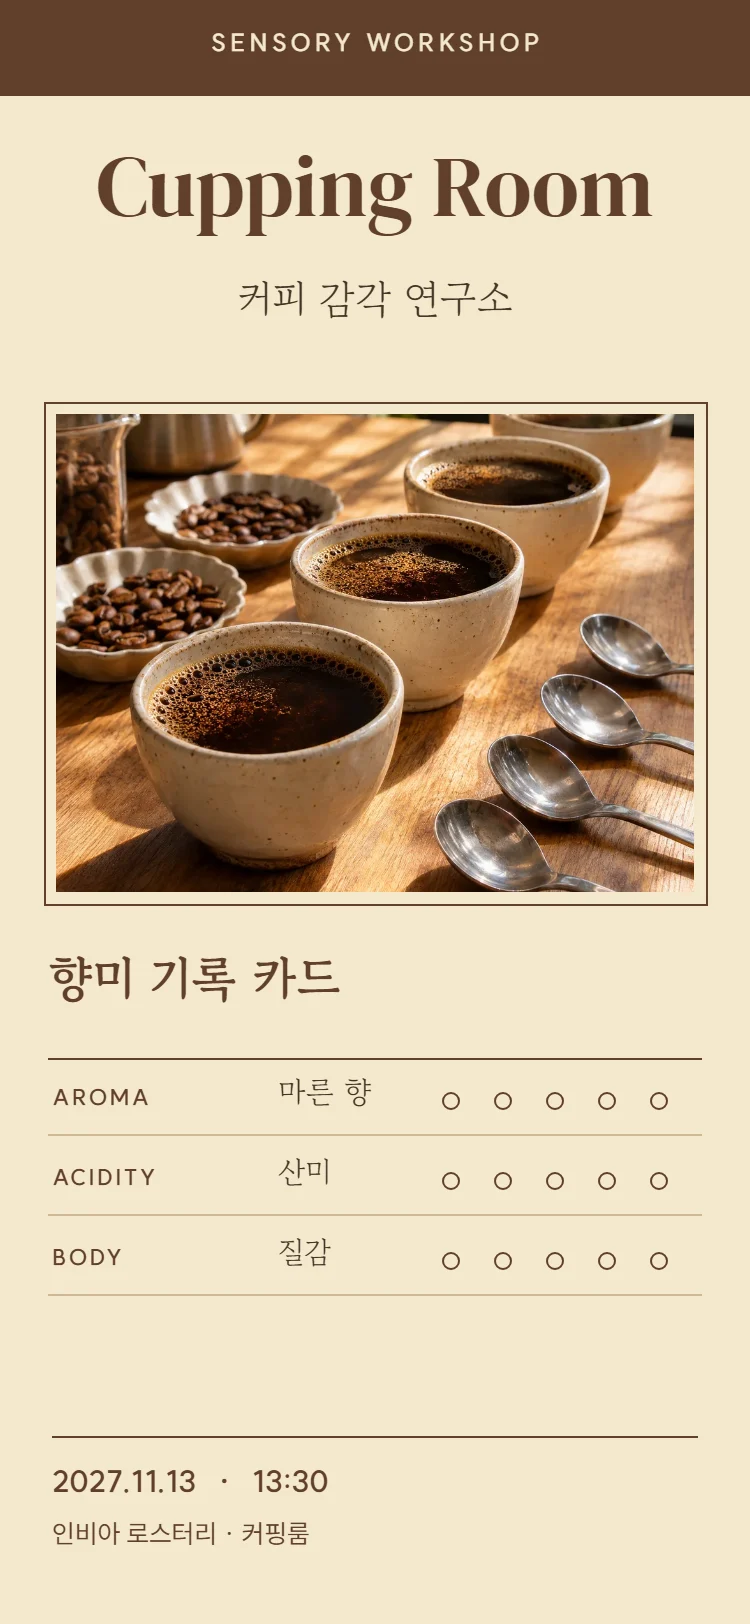 SENSORY WORKSHOP
Cupping Room
커피 감각 연구소
향미 기록 카드
AROMA 마른 향
ACIDITY 산미
BODY 질감
2027.11.13 · 13:30
인비아 로스터리 · 커핑룸